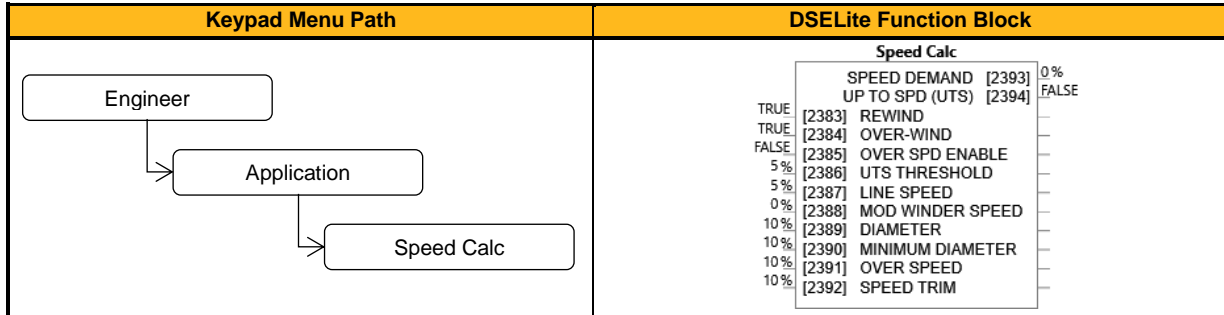 Keypad Menu Path
DSELite Function Block
Engineer
Application
Speed Calc
Speed Calc
SPEED DEMAND [2393] 0 %
UP TO SPD (UTS) [2394] FALSE
TRUE [2383] REWIND
TRUE [2384] OVER-WIND
FALSE [2385] OVER SPD ENABLE
5 % [2386] UTS THRESHOLD
5 % [2387] LINE SPEED
0 % [2388] MOD WINDER SPEED
10 % [2389] DIAMETER
10 % [2390] MINIMUM DIAMETER
10 % [2391] OVER SPEED
10 % [2392] SPEED TRIM